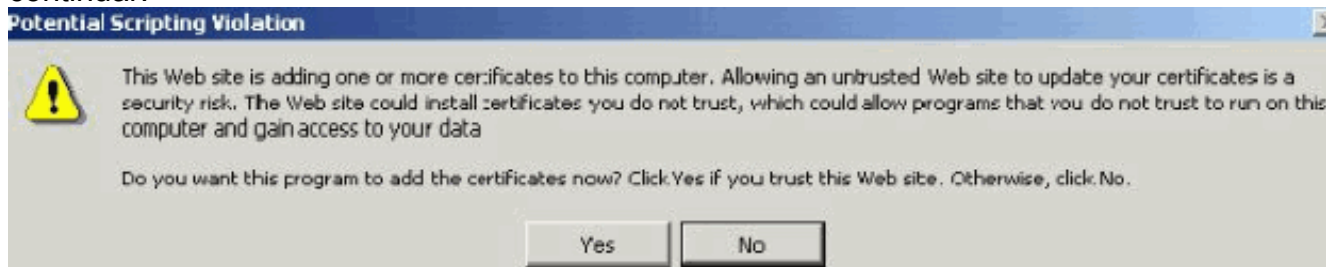 Potential Scripting Violation
This Web site is adding one or more certificates to this computer. Allowing an untrusted Web site to update your certificates is a
security risk. The Web site could install certificates you do not trust, which could allow programs that you do not trust to run on this
computer and gain access to your data
Do you want this program to add the certificates now? Click Yes if you trust this Web site. Otherwise, click No.
Yes
No